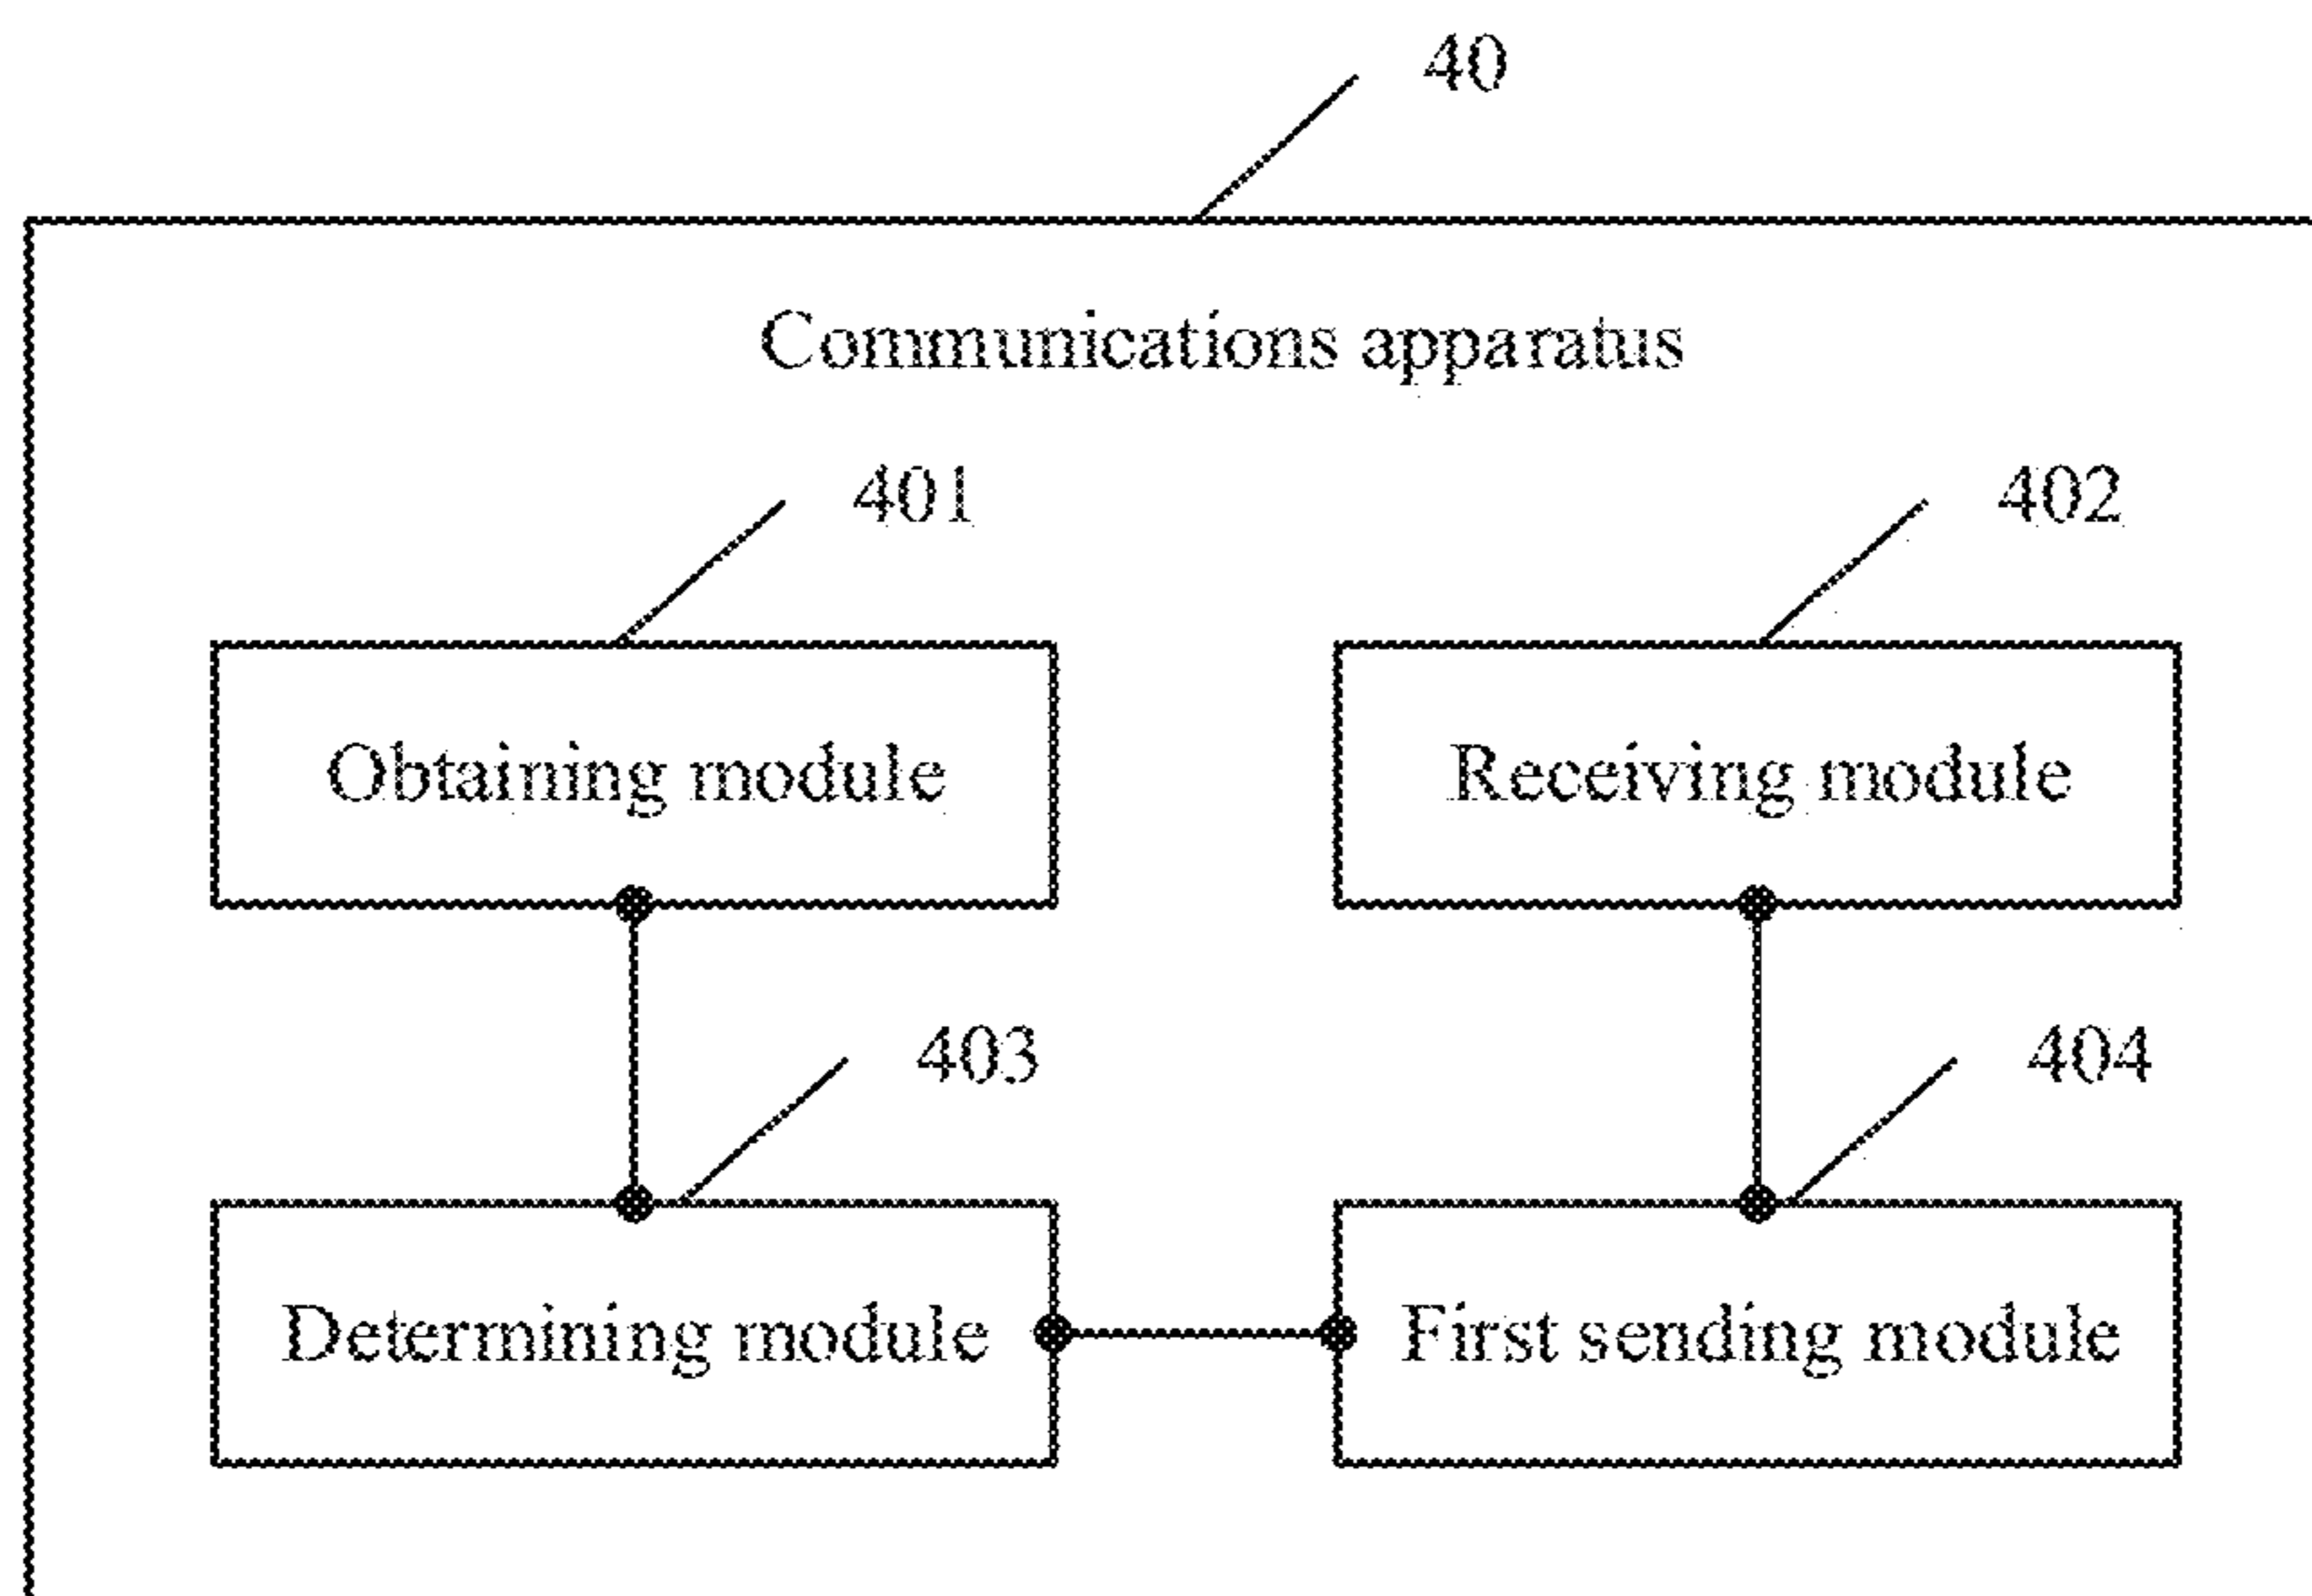 40
Communications apparatus
401
402
Obtaining module
Receiving module
403
404
Determining module
First sending module